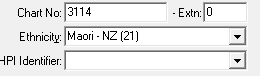 Chart No: 3114 - Extn: 0
Ethnicity: Maori - NZ (21)
HPI Identifier: